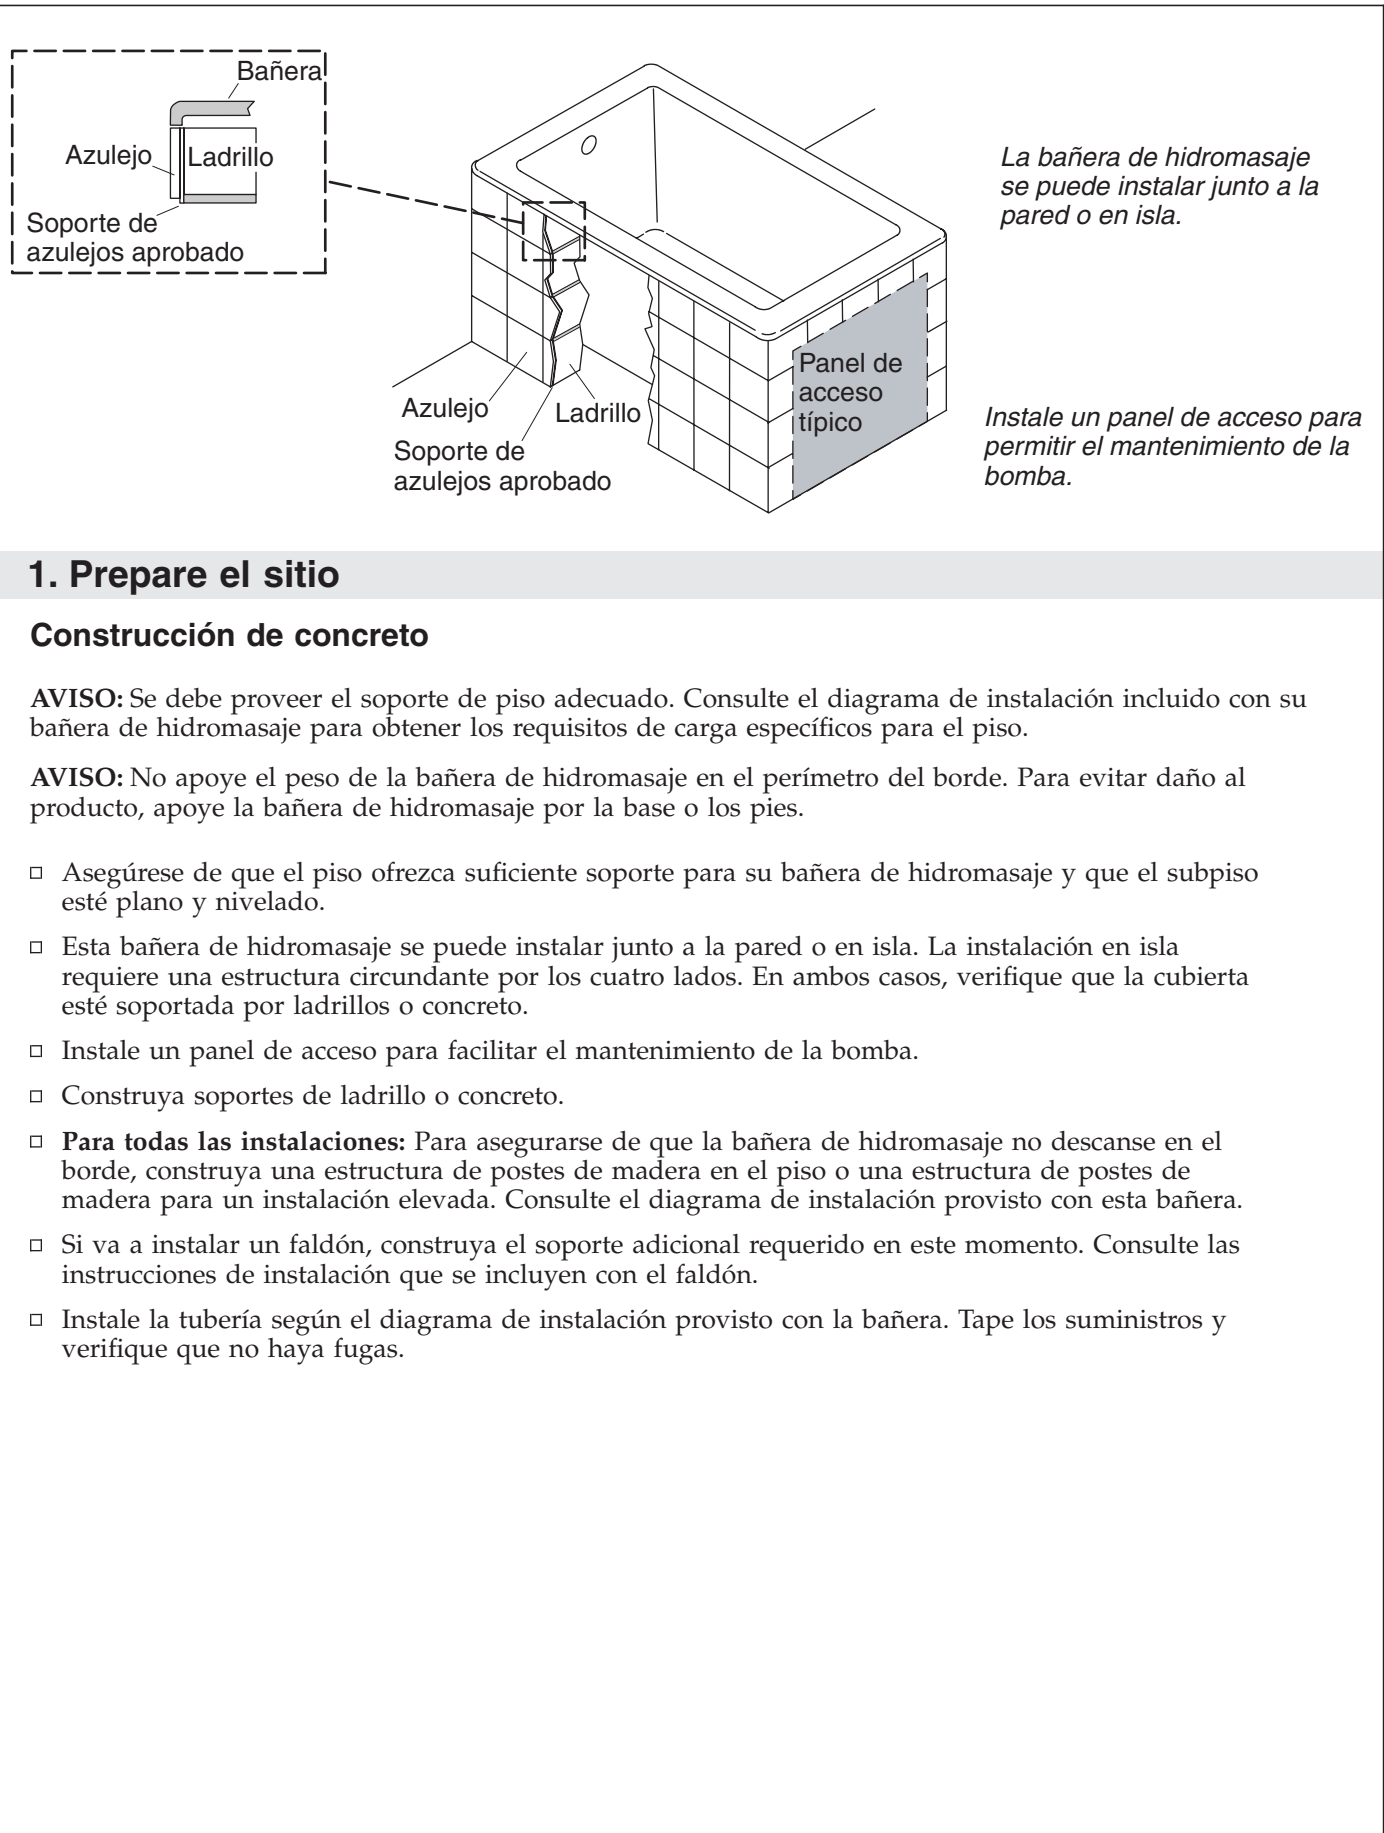 Bañera
Azulejo
Ladrillo
Soporte de
azulejos aprobado
La bañera de hidromasaje
se puede instalar junto a la
pared o en isla.
Panel de
acceso
típico
Azulejo
Ladrillo
Soporte de
azulejos aprobado
Instale un panel de acceso para
permitir el mantenimiento de la
bomba.
1. Prepare el sitio
Construcción de concreto
AVISO: Se debe proveer el soporte de piso adecuado. Consulte el diagrama de instalación incluido con su
bañera de hidromasaje para obtener los requisitos de carga específicos para el piso.
AVISO: No apoye el peso de la bañera de hidromasaje en el perímetro del borde. Para evitar daño al
producto, apoye la bañera de hidromasaje por la base o los pies.
Asegúrese de que el piso ofrezca suficiente soporte para su bañera de hidromasaje y que el subpiso
esté plano y nivelado.
Esta bañera de hidromasaje se puede instalar junto a la pared o en isla. La instalación en isla
requiere una estructura circundante por los cuatro lados. En ambos casos, verifique que la cubierta
esté soportada por ladrillos o concreto.
Instale un panel de acceso para facilitar el mantenimiento de la bomba.
Construya soportes de ladrillo o concreto.
Para todas las instalaciones: Para asegurarse de que la bañera de hidromasaje no descanse en el
borde, construya una estructura de postes de madera en el piso o una estructura de postes de
madera para un instalación elevada. Consulte el diagrama de instalación provisto con esta bañera.
Si va a instalar un faldón, construya el soporte adicional requerido en este momento. Consulte las
instrucciones de instalación que se incluyen con el faldón.
Instale la tubería según el diagrama de instalación provisto con la bañera. Tape los suministros y
verifique que no haya fugas.